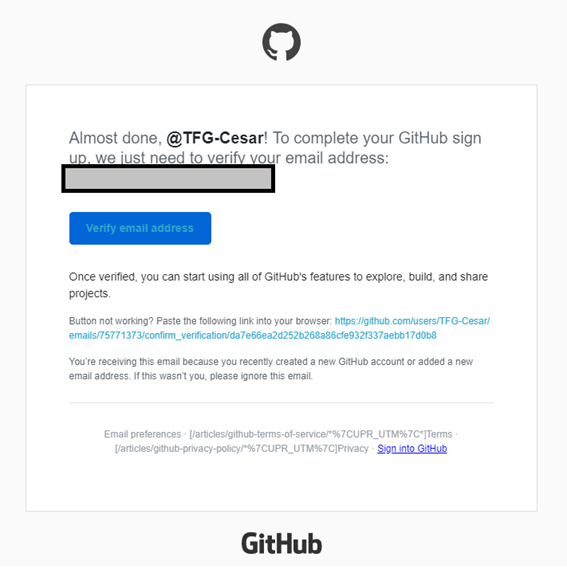 Almost done, @TFG-Cesar! To complete your GitHub sign
up, we just need to verify your email address:
Verify email address
Once verified, you can start using all of GitHub's features to explore, build, and share
projects.
Button not working? Paste the following link into your browser: https://github.com/users/TFG-Cesar/
emails/75771373/confirm_verification/da7e66ea2d252b268a86cfe932f337aebb17d0b8
You're receiving this email because you recently created a new GitHub account or added a new
email address. If this wasn't you, please ignore this email.
Email preferences · [/articles/github-terms-of-service/*%7CUPR_UTM%7C*]Terms ·
[/articles/github-privacy-policy/*%7CUPR_UTM%7C]Privacy · Sign into GitHub
GitHub